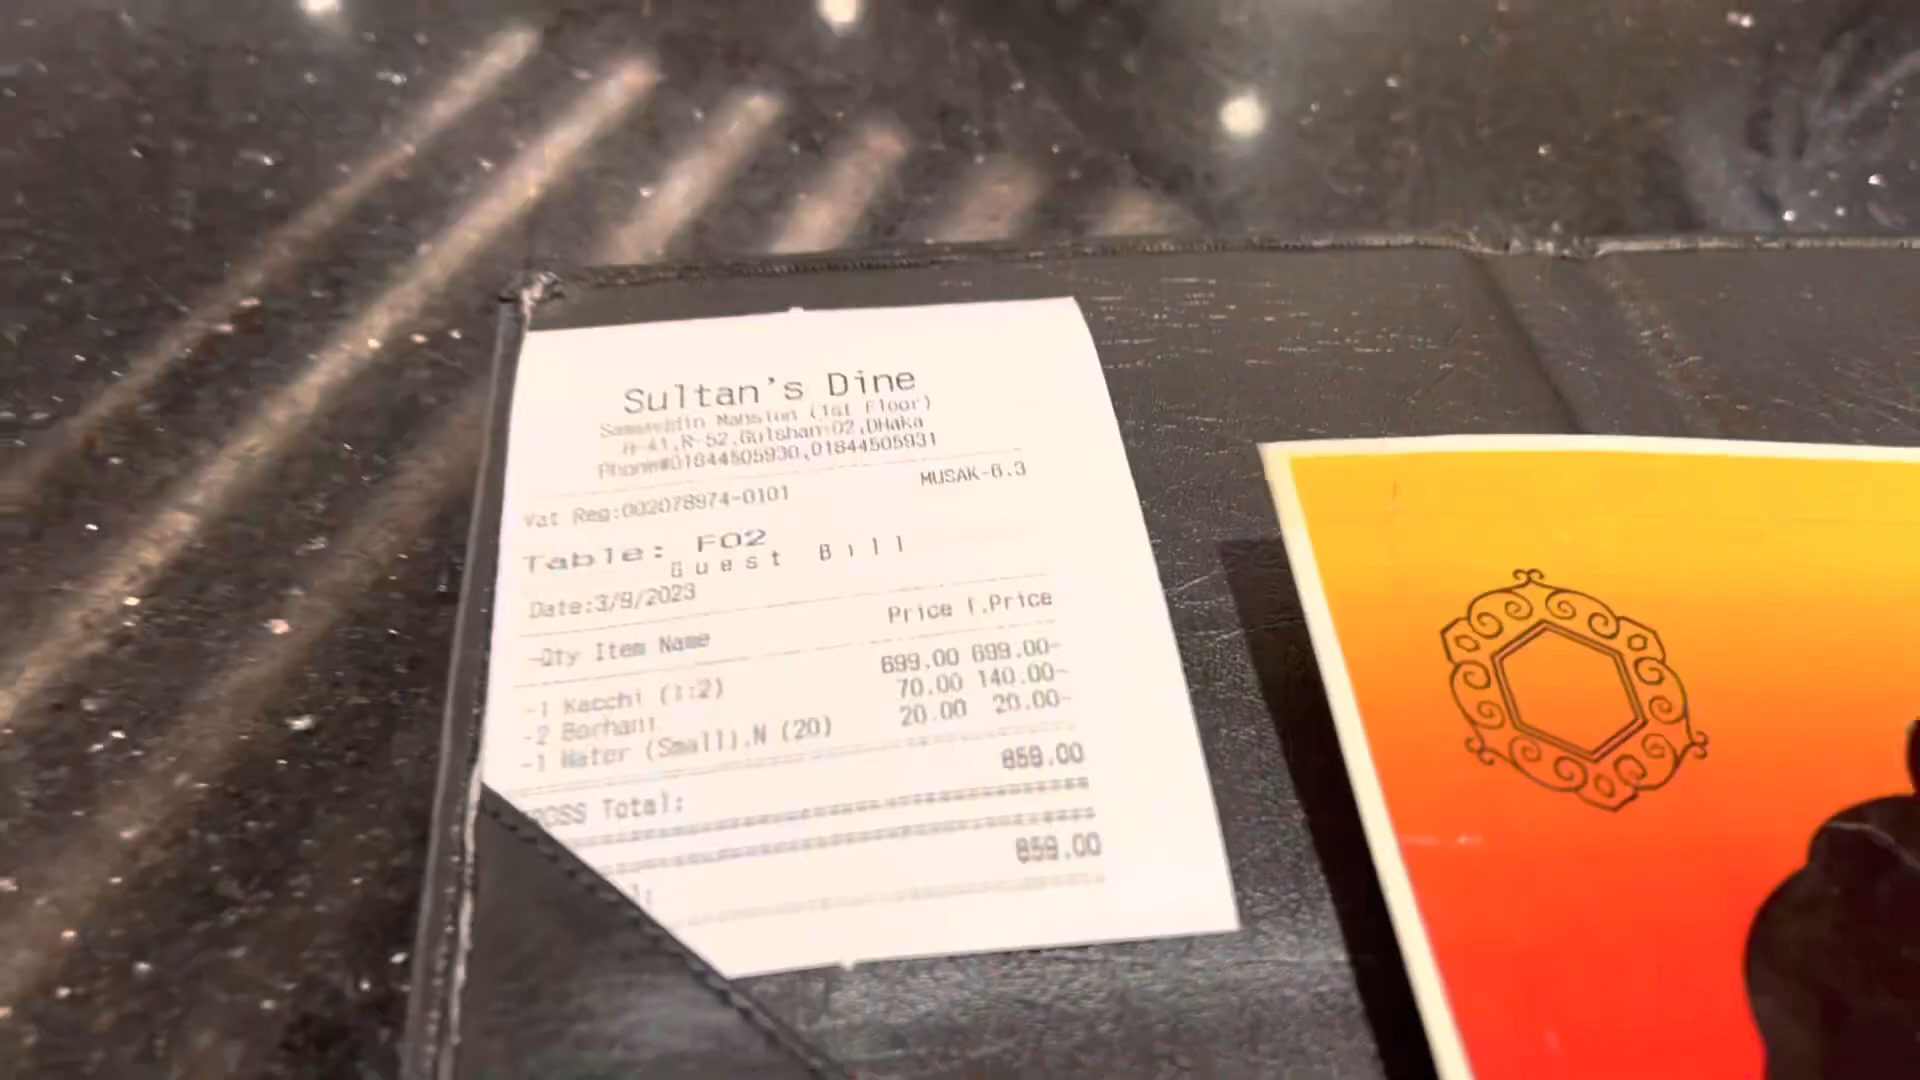 Sultan's Dine
Samsuddin Mansion (1st Floor)
H-41,R-52,Gulshan-02,Dhaka
Phone#01844505930,01844505931
MUSAK-6.3
Vat Reg:002078974-0101
Table: F02
Guest Bill
Date:3/9/2023
Qty Item Name Price T.Price
1 Kacchi (1:2) 699.00 699.00
2 Borhani 70.00 140.00
1 Water (Small).N (20) 20.00 20.00
OSS Total: 859.00
859.00